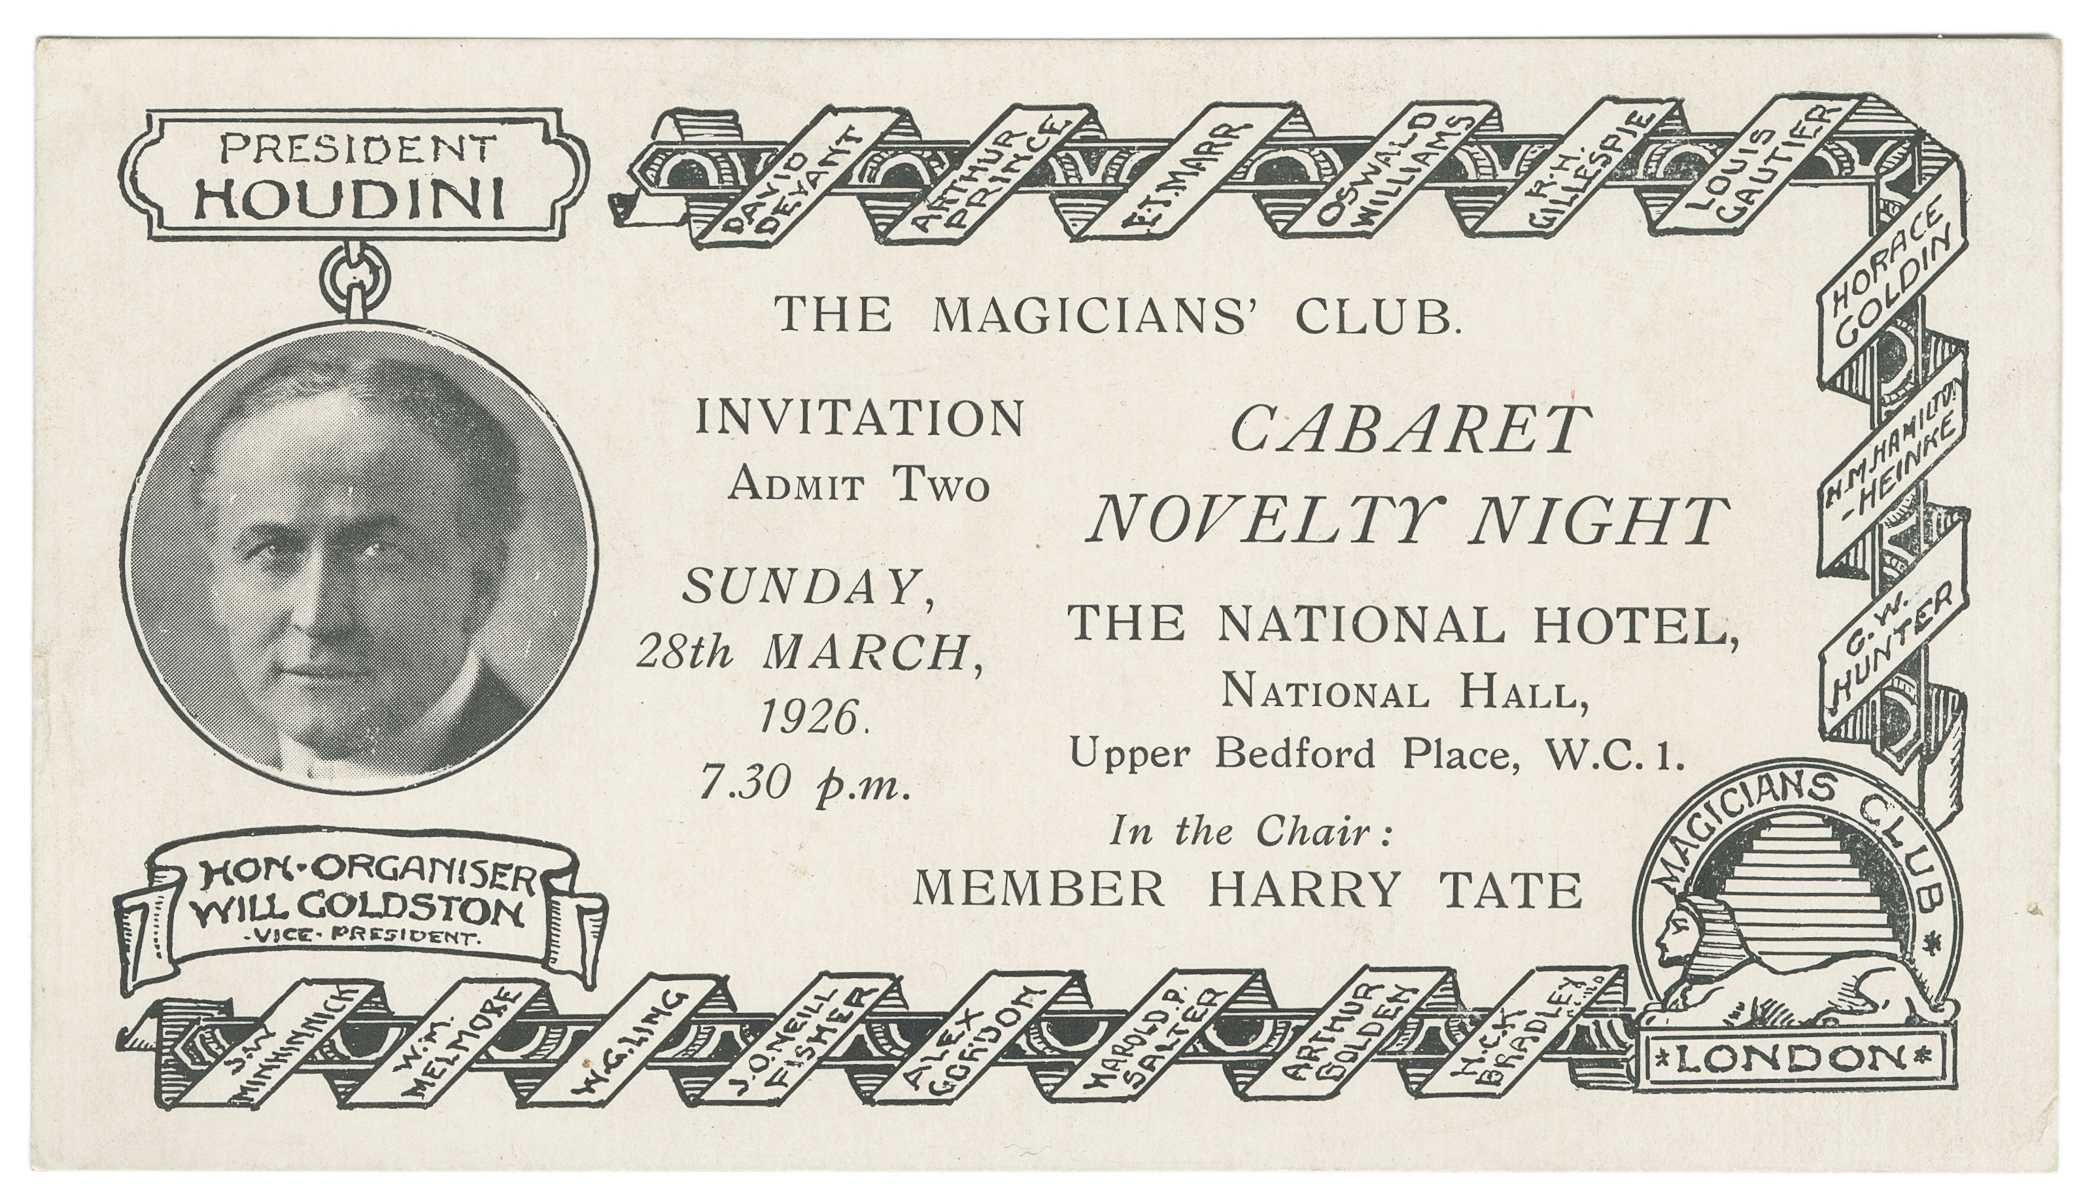 PRESIDENT
HOUDINI
DAVID
DEVANT
ARTHUR
PRINCE
E.T. MARR
OSWALD
WILLIAMS
R.H.
GILLESPIE
LOUIS
GAUTIER
HORACE
GOLDIN
H.M. HAMILTON
-HEINKE
G.W.
HUNTER
THE MAGICIANS' CLUB.
INVITATION
ADMIT TWO
SUNDAY,
28th MARCH,
1926.
7.30 p.m.
CABARET
NOVELTY NIGHT
THE NATIONAL HOTEL,
NATIONAL HALL,
Upper Bedford Place, W.C. 1.
In the Chair:
MEMBER HARRY TATE
HON-ORGANISER
WILL GOLDSTON
·VICE-PRESIDENT.
MAGICIANS CLUB *
* LONDON *
S.W.
MINHINNICK
W.M.
MELMORE
W.G. LING
J. O'NEILL
FISHER
ALEX
GORDON
HAROLD P.
SALTER
ARTHUR
GOLDEN
H.C.K
BRADLEY